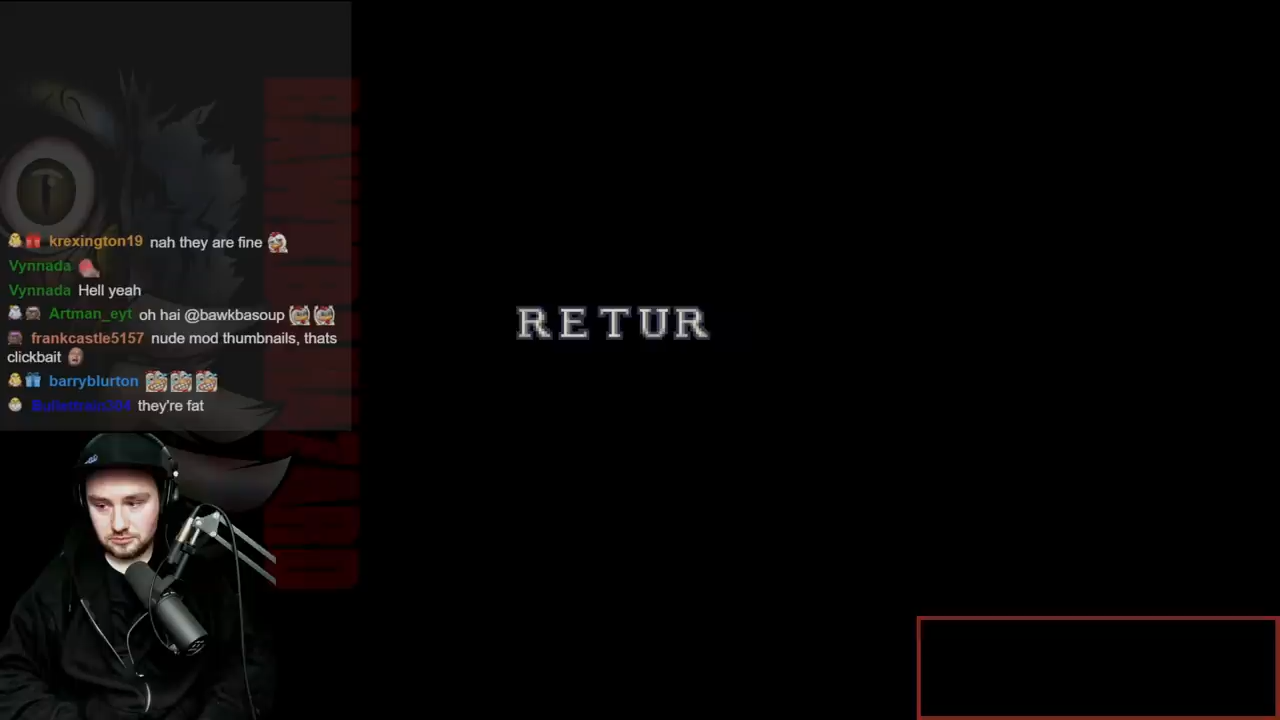 krexington19 nah they are fine
Vynnada
Vynnada Hell yeah
Artman_eyt oh hai @bawkbasoup
frankcastle5157 nude mod thumbnails, thats
clickbait
barryblurton
Bullettrain304 they're fat
RETUR